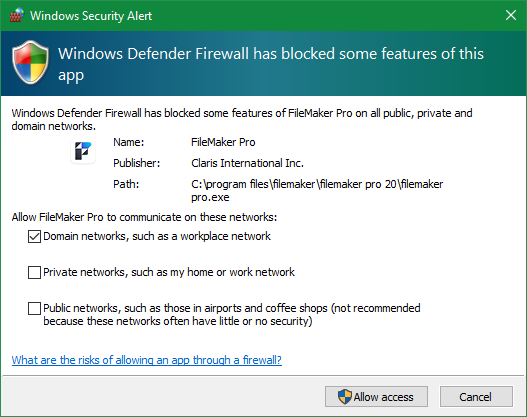 Windows Security Alert
Windows Defender Firewall has blocked some features of this
app
Windows Defender Firewall has blocked some features of FileMaker Pro on all public, private and
domain networks.
Name: FileMaker Pro
Publisher: Claris International Inc.
Path: C:\program files\filemaker\filemaker pro 20\filemaker
pro.exe
Allow FileMaker Pro to communicate on these networks:
Domain networks, such as a workplace network
Private networks, such as my home or work network
Public networks, such as those in airports and coffee shops (not recommended
because these networks often have little or no security)
What are the risks of allowing an app through a firewall?
Allow access Cancel